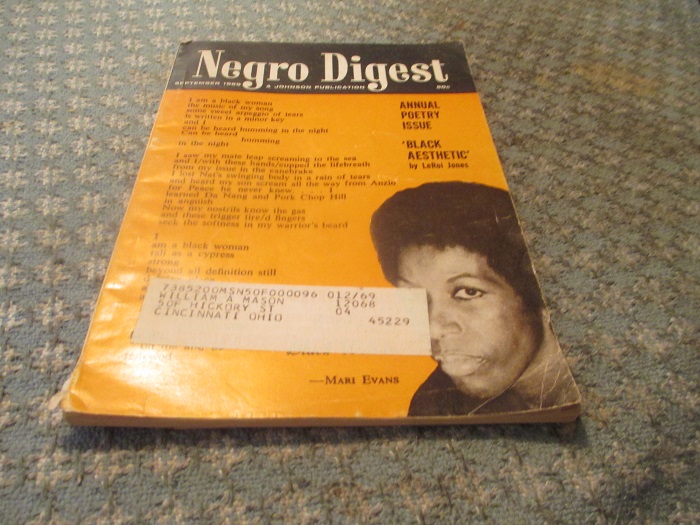 Negro Digest
SEPTEMBER 1969 A JOHNSON PUBLICATION 50c
I am a black woman
the music of my song
some sweet arpeggio of tears
is written in a minor key
and I
can be heard humming in the night
Can be heard
humming
in the night
I saw my mate leap screaming to the sea
and I/with these hands/cupped the lifebreath
from my issue in the canebrake
I lost Nat's swinging body in a rain of tears
and heard my son scream all the way from Anzio
for Peace he never knew. . . . . I
learned Da Nang and Pork Chop Hill
in anguish
Now my nostrils know the gas
and these trigger tire/d fingers
seek the softness in my warrior's beard
I
am a black woman
tall as a cypress
strong
beyond all definition still
ANNUAL
POETRY
ISSUE
'BLACK
AESTHETIC'
by LeRoi Jones
7385200MSN50F000096 012/69
WILLIAM A MASON 12068
50F HICKORY ST 04
CINCINNATI OHIO 45229
—MARI EVANS